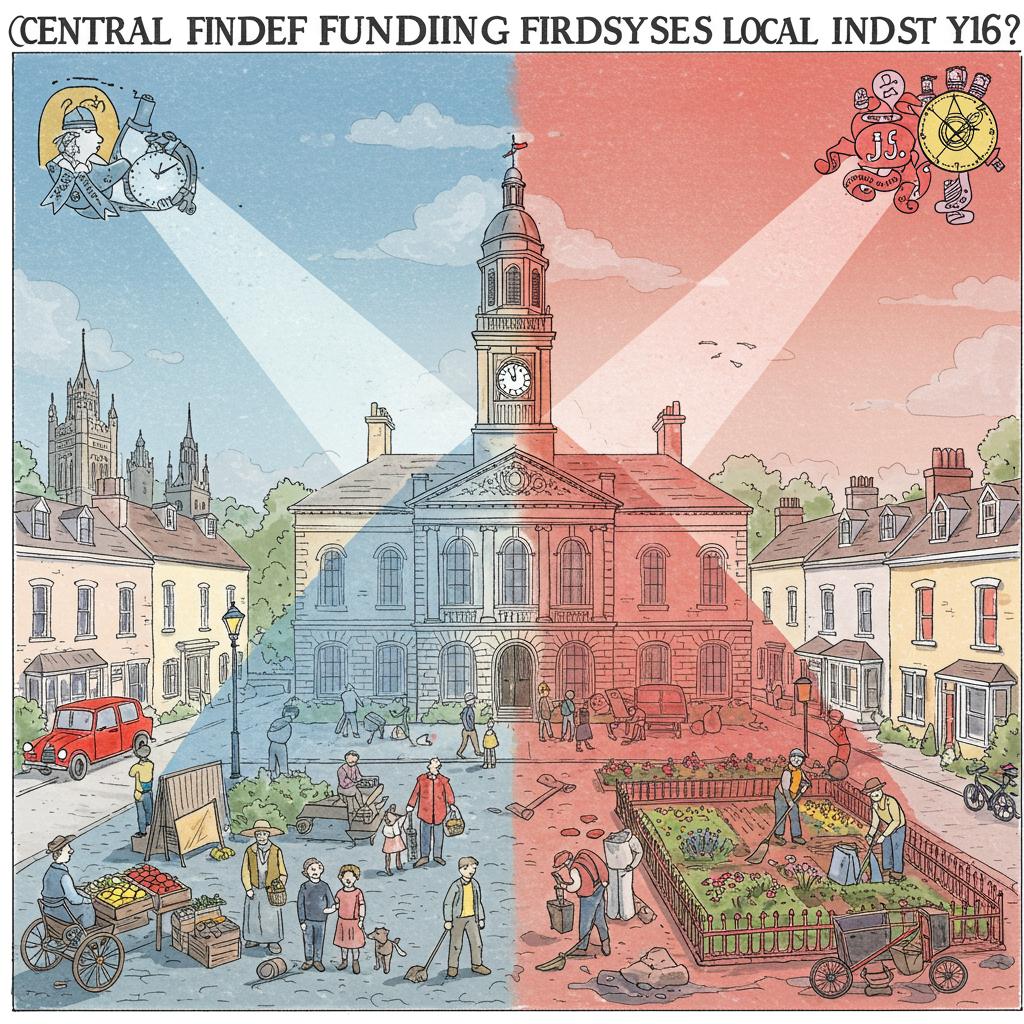 (CENTRAL FINDEF FUNDIING FIRDSYSES LOCAL INDST Y16?
J.S.